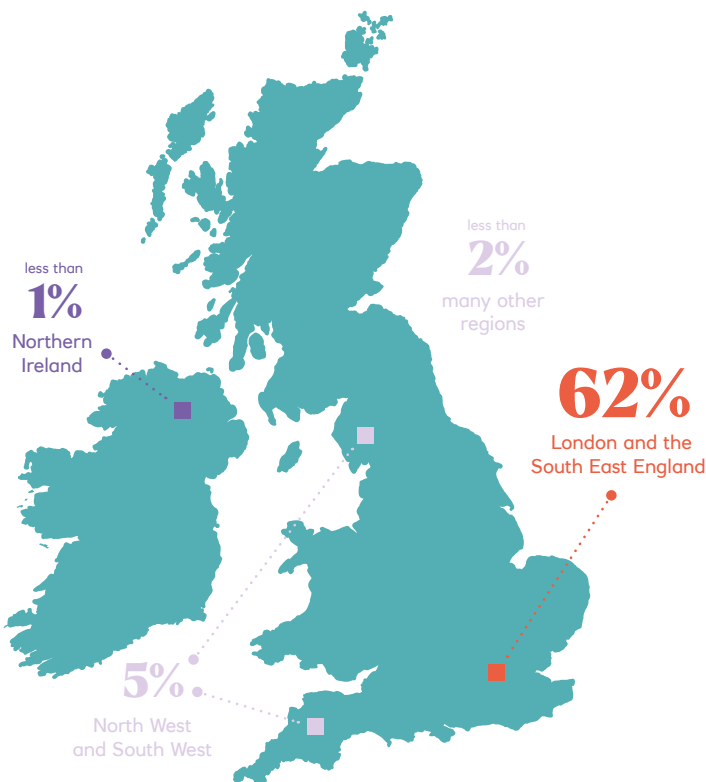 less than
2%
many other
regions
less than
1%
Northern
Ireland
62%
London and the
South East England
5%
North West
and South West